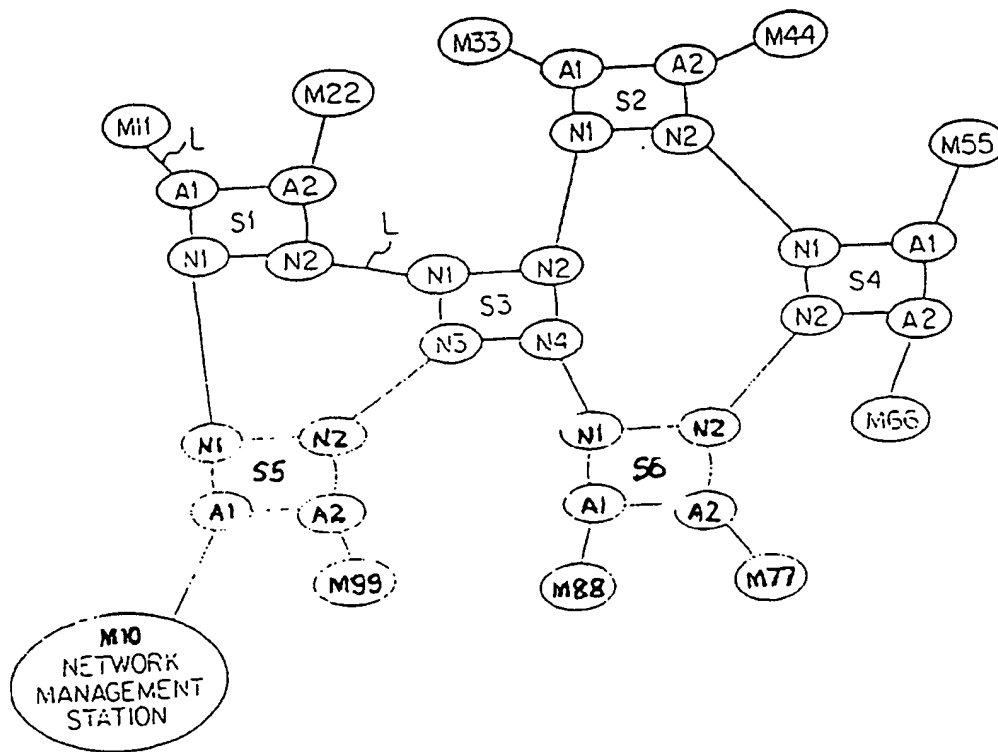 M33
M44
A1
A2
M22
S2
M11
L
N1
N2
M55
A1
A2
S1
L
N1
A1
N1
N2
N1
N2
S4
S3
N2
A2
N3
N4
M66
N1
N2
N1
N2
S5
S6
A1
A2
A1
A2
M99
M88
M77
M10
NETWORK
MANAGEMENT
STATION